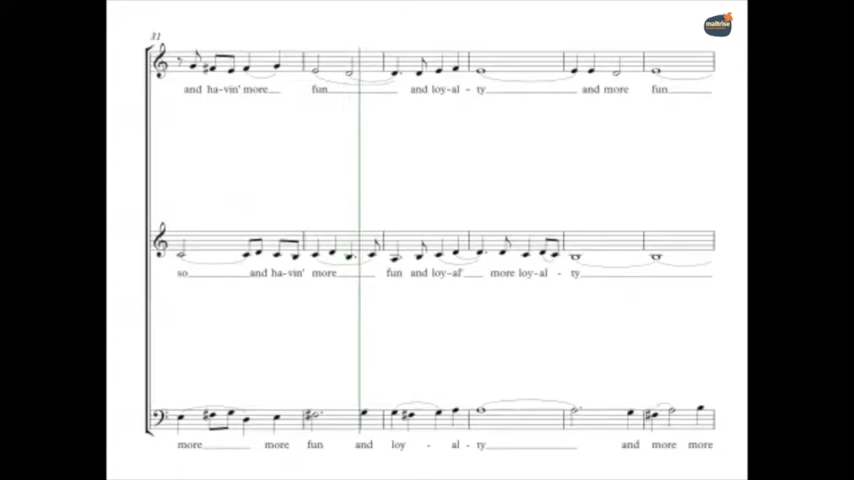 maîtrise
31
and ha-vin' more fun and loy-al - ty and more fun
so and ha-vin' more fun and loy-al' more loy-al - ty
more more fun and loy - al - ty and more more